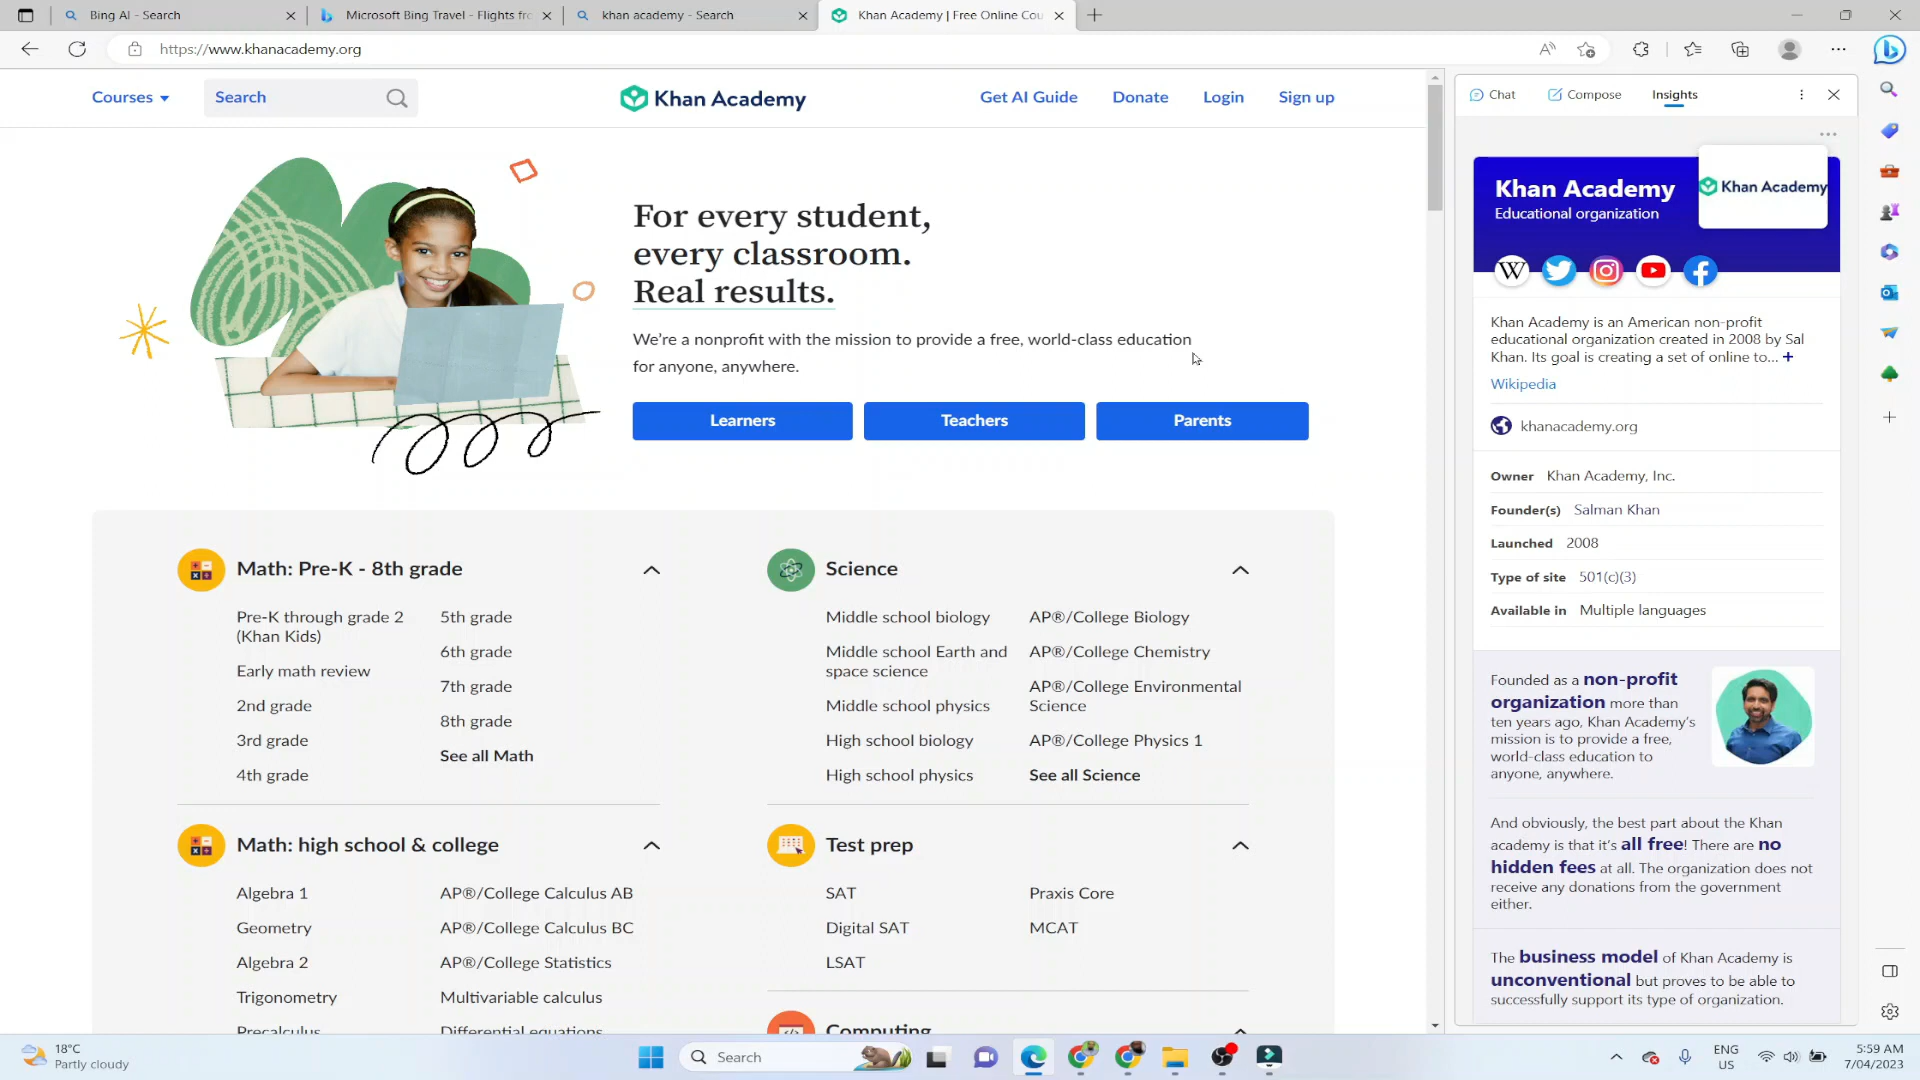 Bing AI - Search
Microsoft Bing Travel - Flights fr
khan academy - Search
Khan Academy | Free Online Cou
https://www.khanacademy.org
Courses
Search
Khan Academy
Get AI Guide
Donate
Login
Sign up
For every student,
every classroom.
Real results.
We're a nonprofit with the mission to provide a free, world-class education
for anyone, anywhere.
Learners
Teachers
Parents
Math: Pre-K - 8th grade
Pre-K through grade 2
(Khan Kids)
Early math review
2nd grade
3rd grade
4th grade
5th grade
6th grade
7th grade
8th grade
See all Math
Science
Middle school biology
Middle school Earth and
space science
Middle school physics
High school biology
High school physics
AP®/College Biology
AP®/College Chemistry
AP®/College Environmental
Science
AP®/College Physics 1
See all Science
Math: high school & college
Algebra 1
Geometry
Algebra 2
Trigonometry
Precalculus
AP®/College Calculus AB
AP®/College Calculus BC
AP®/College Statistics
Multivariable calculus
Differential equations
Test prep
SAT
Digital SAT
LSAT
Praxis Core
MCAT
Computing
Chat
Compose
Insights
Khan Academy
Educational organization
Khan Academy
W
Khan Academy is an American non-profit
educational organization created in 2008 by Sal
Khan. Its goal is creating a set of online to... +
Wikipedia
khanacademy.org
Owner Khan Academy, Inc.
Founder(s) Salman Khan
Launched 2008
Type of site 501(c)(3)
Available in Multiple languages
Founded as a non-profit
organization more than
ten years ago, Khan Academy's
mission is to provide a free,
world-class education to
anyone, anywhere.
And obviously, the best part about the Khan
academy is that it's all free! There are no
hidden fees at all. The organization does not
receive any donations from the government
either.
The business model of Khan Academy is
unconventional but proves to be able to
successfully support its type of organization.
18°C
Partly cloudy
Search
ENG
US
5:59 AM
7/04/2023